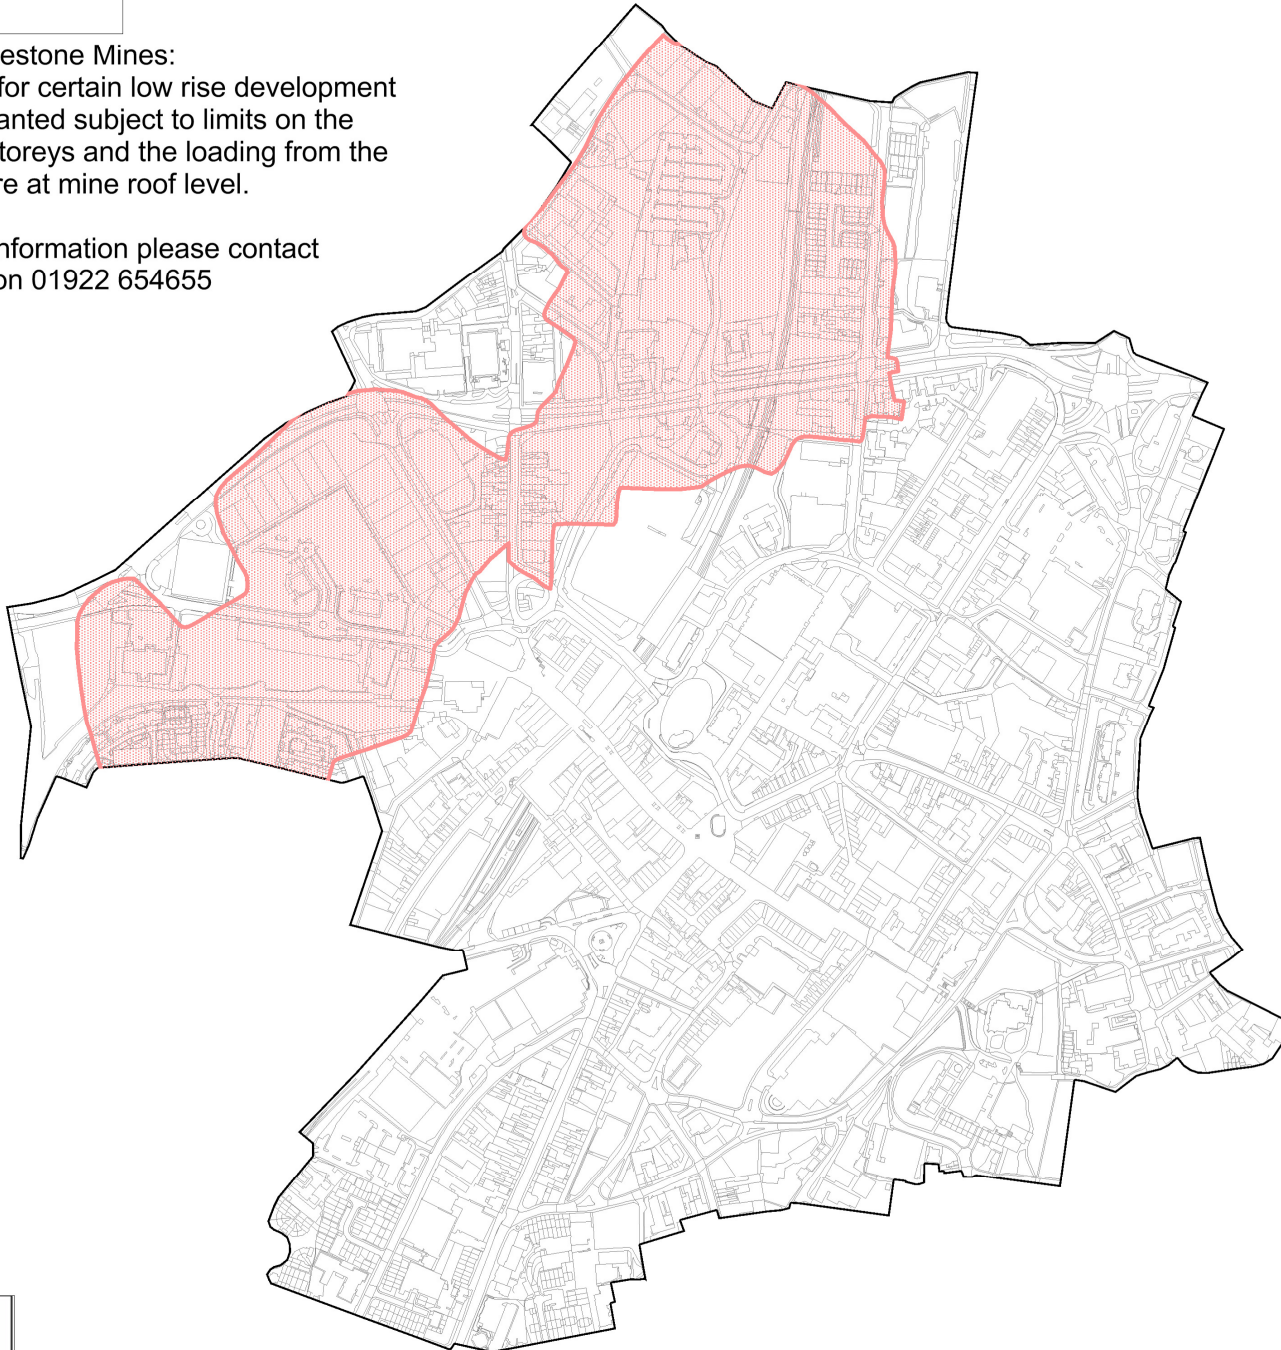 estone Mines:
for certain low rise development
anted subject to limits on the
toreys and the loading from the
re at mine roof level.
nformation please contact
on 01922 654655